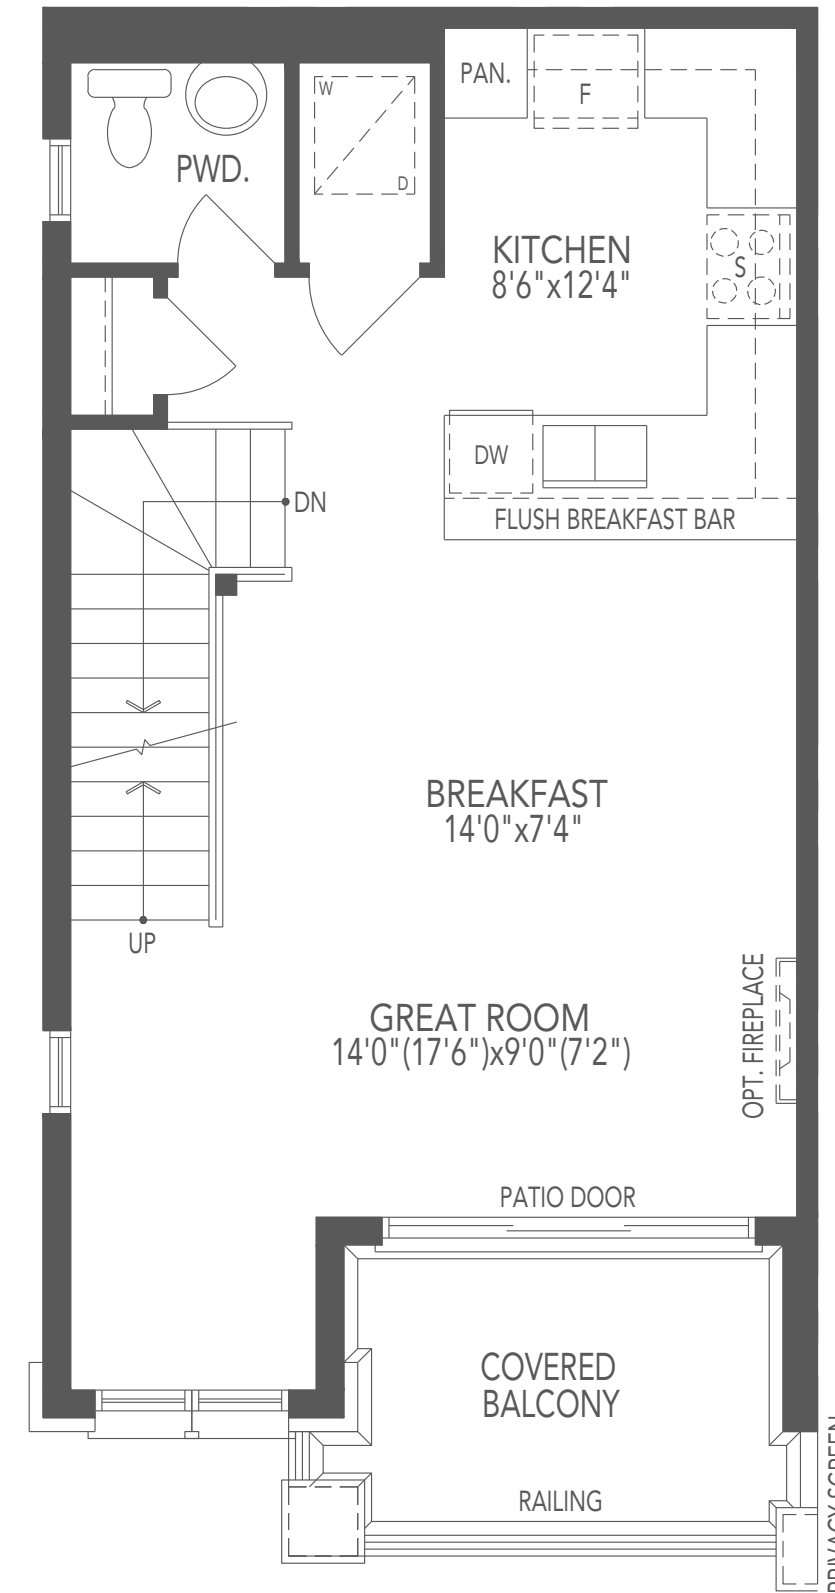 PAN.
F
W
D
PWD.
KITCHEN
8'6"x12'4"
S
DW
DN
FLUSH BREAKFAST BAR
BREAKFAST
14'0"x7'4"
UP
OPT. FIREPLACE
GREAT ROOM
14'0"(17'6")x9'0"(7'2")
PATIO DOOR
COVERED
BALCONY
RAILING
PRIVACY SCREEN